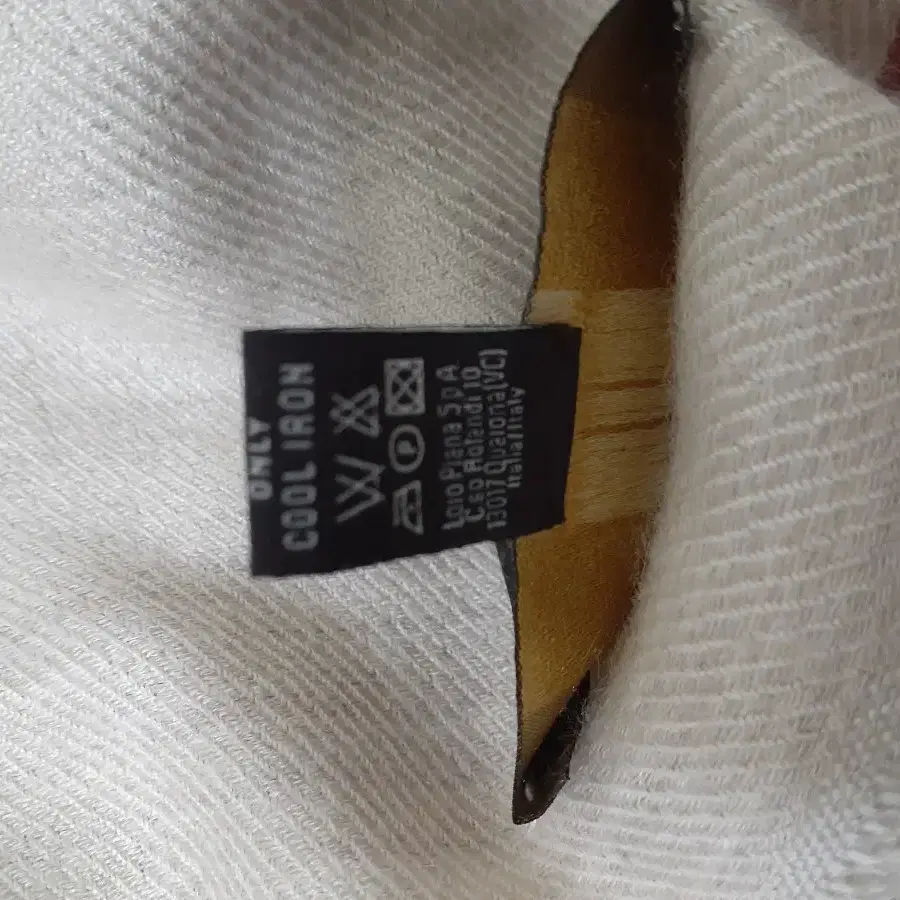 ONLY
COOL IRON
P
Loro Piana S.p.A.
C.so Rolandi 10
13017 Quarona(VC)
Italia/Italy